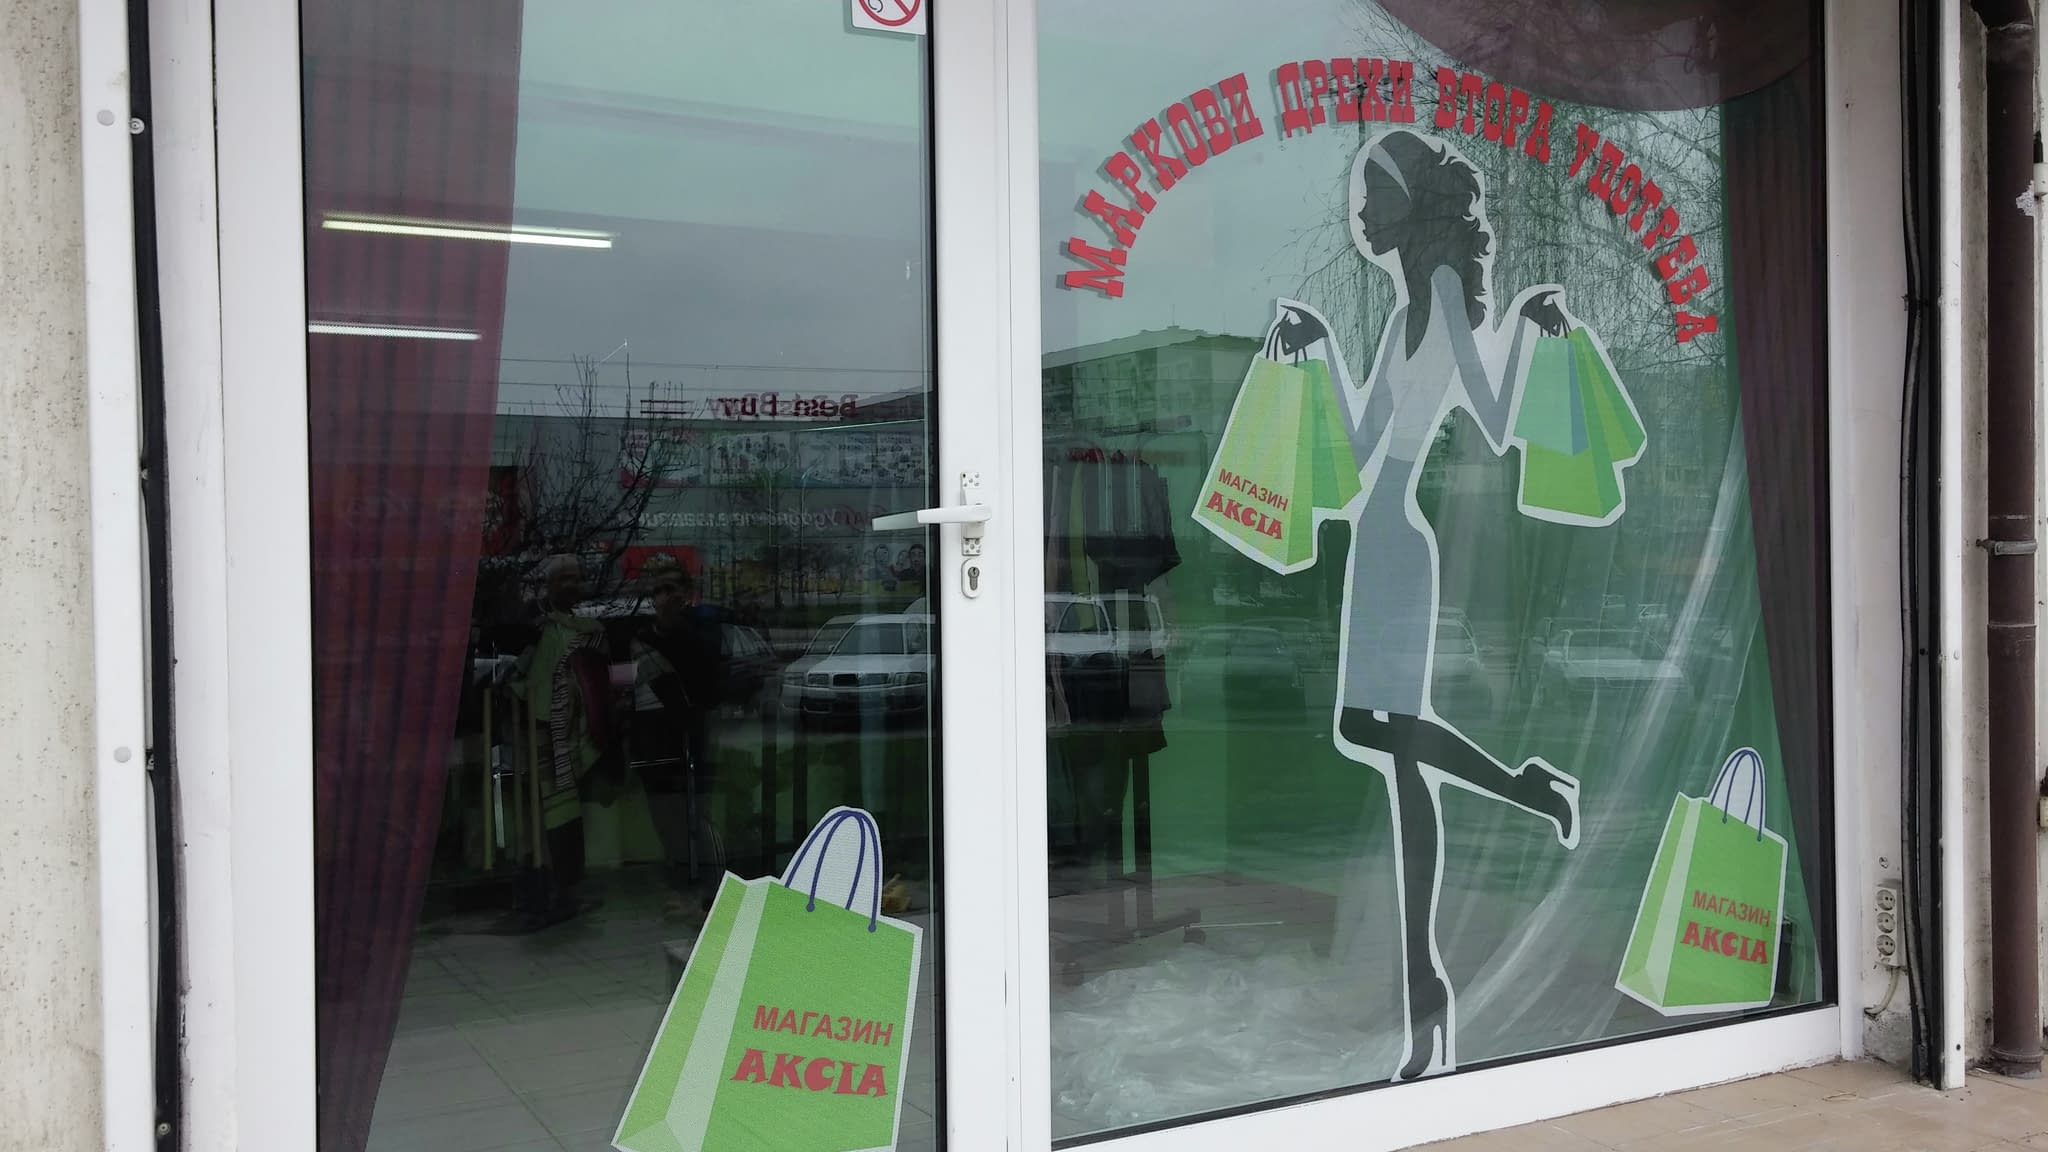 МАРКОВИ ДРЕХИ ВТОРА УПОТРЕБА
МАГАЗИН
AKCIA
МАГАЗИН
AKCIA
МАГАЗИН
AKCIA